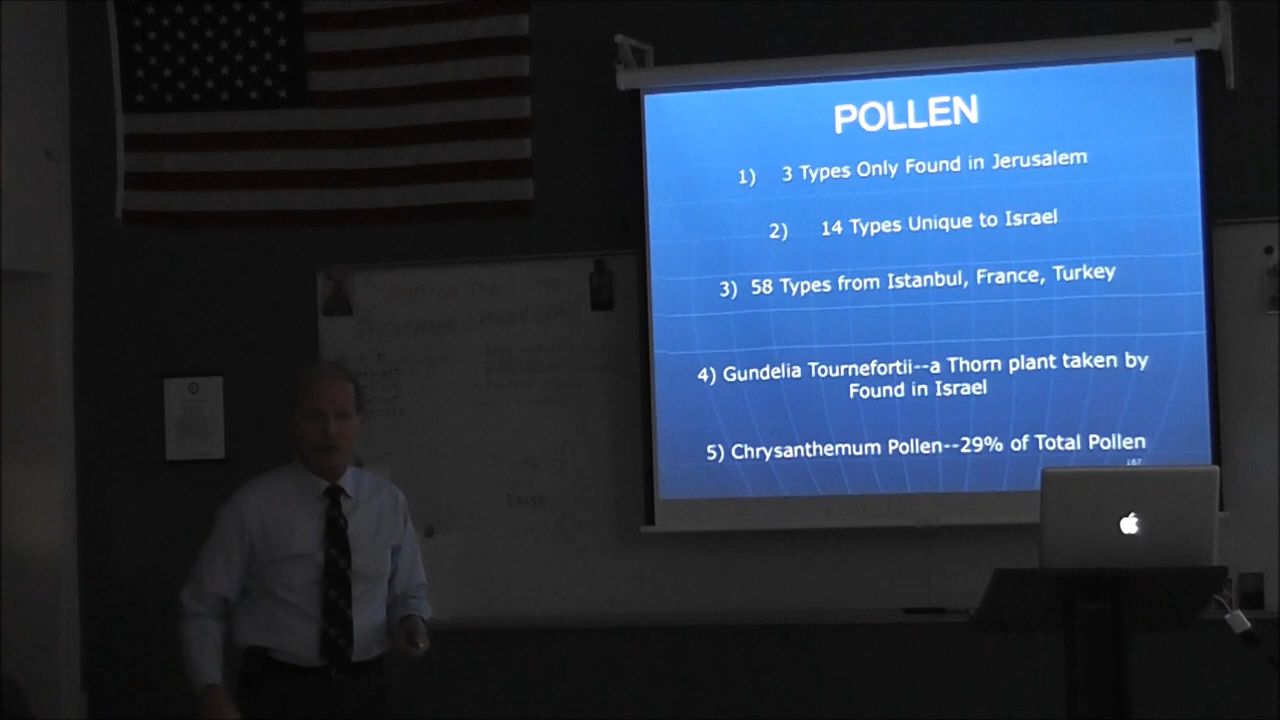 POLLEN
1) 3 Types Only Found in Jerusalem
2) 14 Types Unique to Israel
3) 58 Types from Istanbul, France, Turkey
4) Gundelia Tournefortii--a Thorn plant taken by
Found in Israel
5) Chrysanthemum Pollen--29% of Total Pollen
167